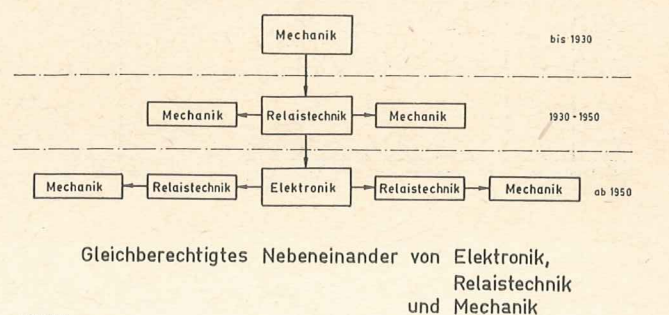 Mechanik
bis 1930
Mechanik Relaistechnik Mechanik 1930 - 1950
Mechanik Relaistechnik Elektronik Relaistechnik Mechanik ab 1950
Gleichberechtigtes Nebeneinander von Elektronik,
Relaistechnik
und Mechanik